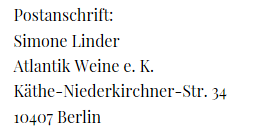 Postanschrift:
Simone Linder
Atlantik Weine e. K.
Käthe-Niederkirchner-Str. 34
10407 Berlin